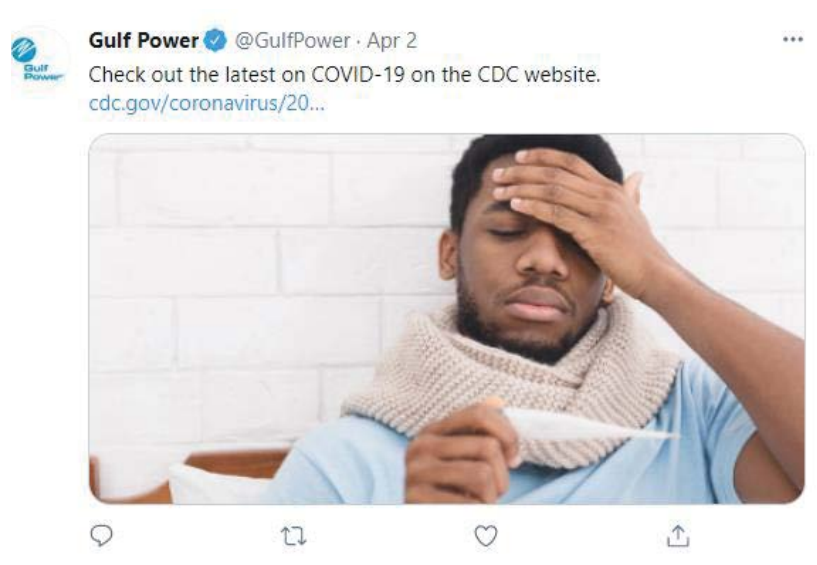 Gulf Power @GulfPower · Apr 2
Gulf
Power
Check out the latest on COVID-19 on the CDC website.
cdc.gov/coronavirus/20...